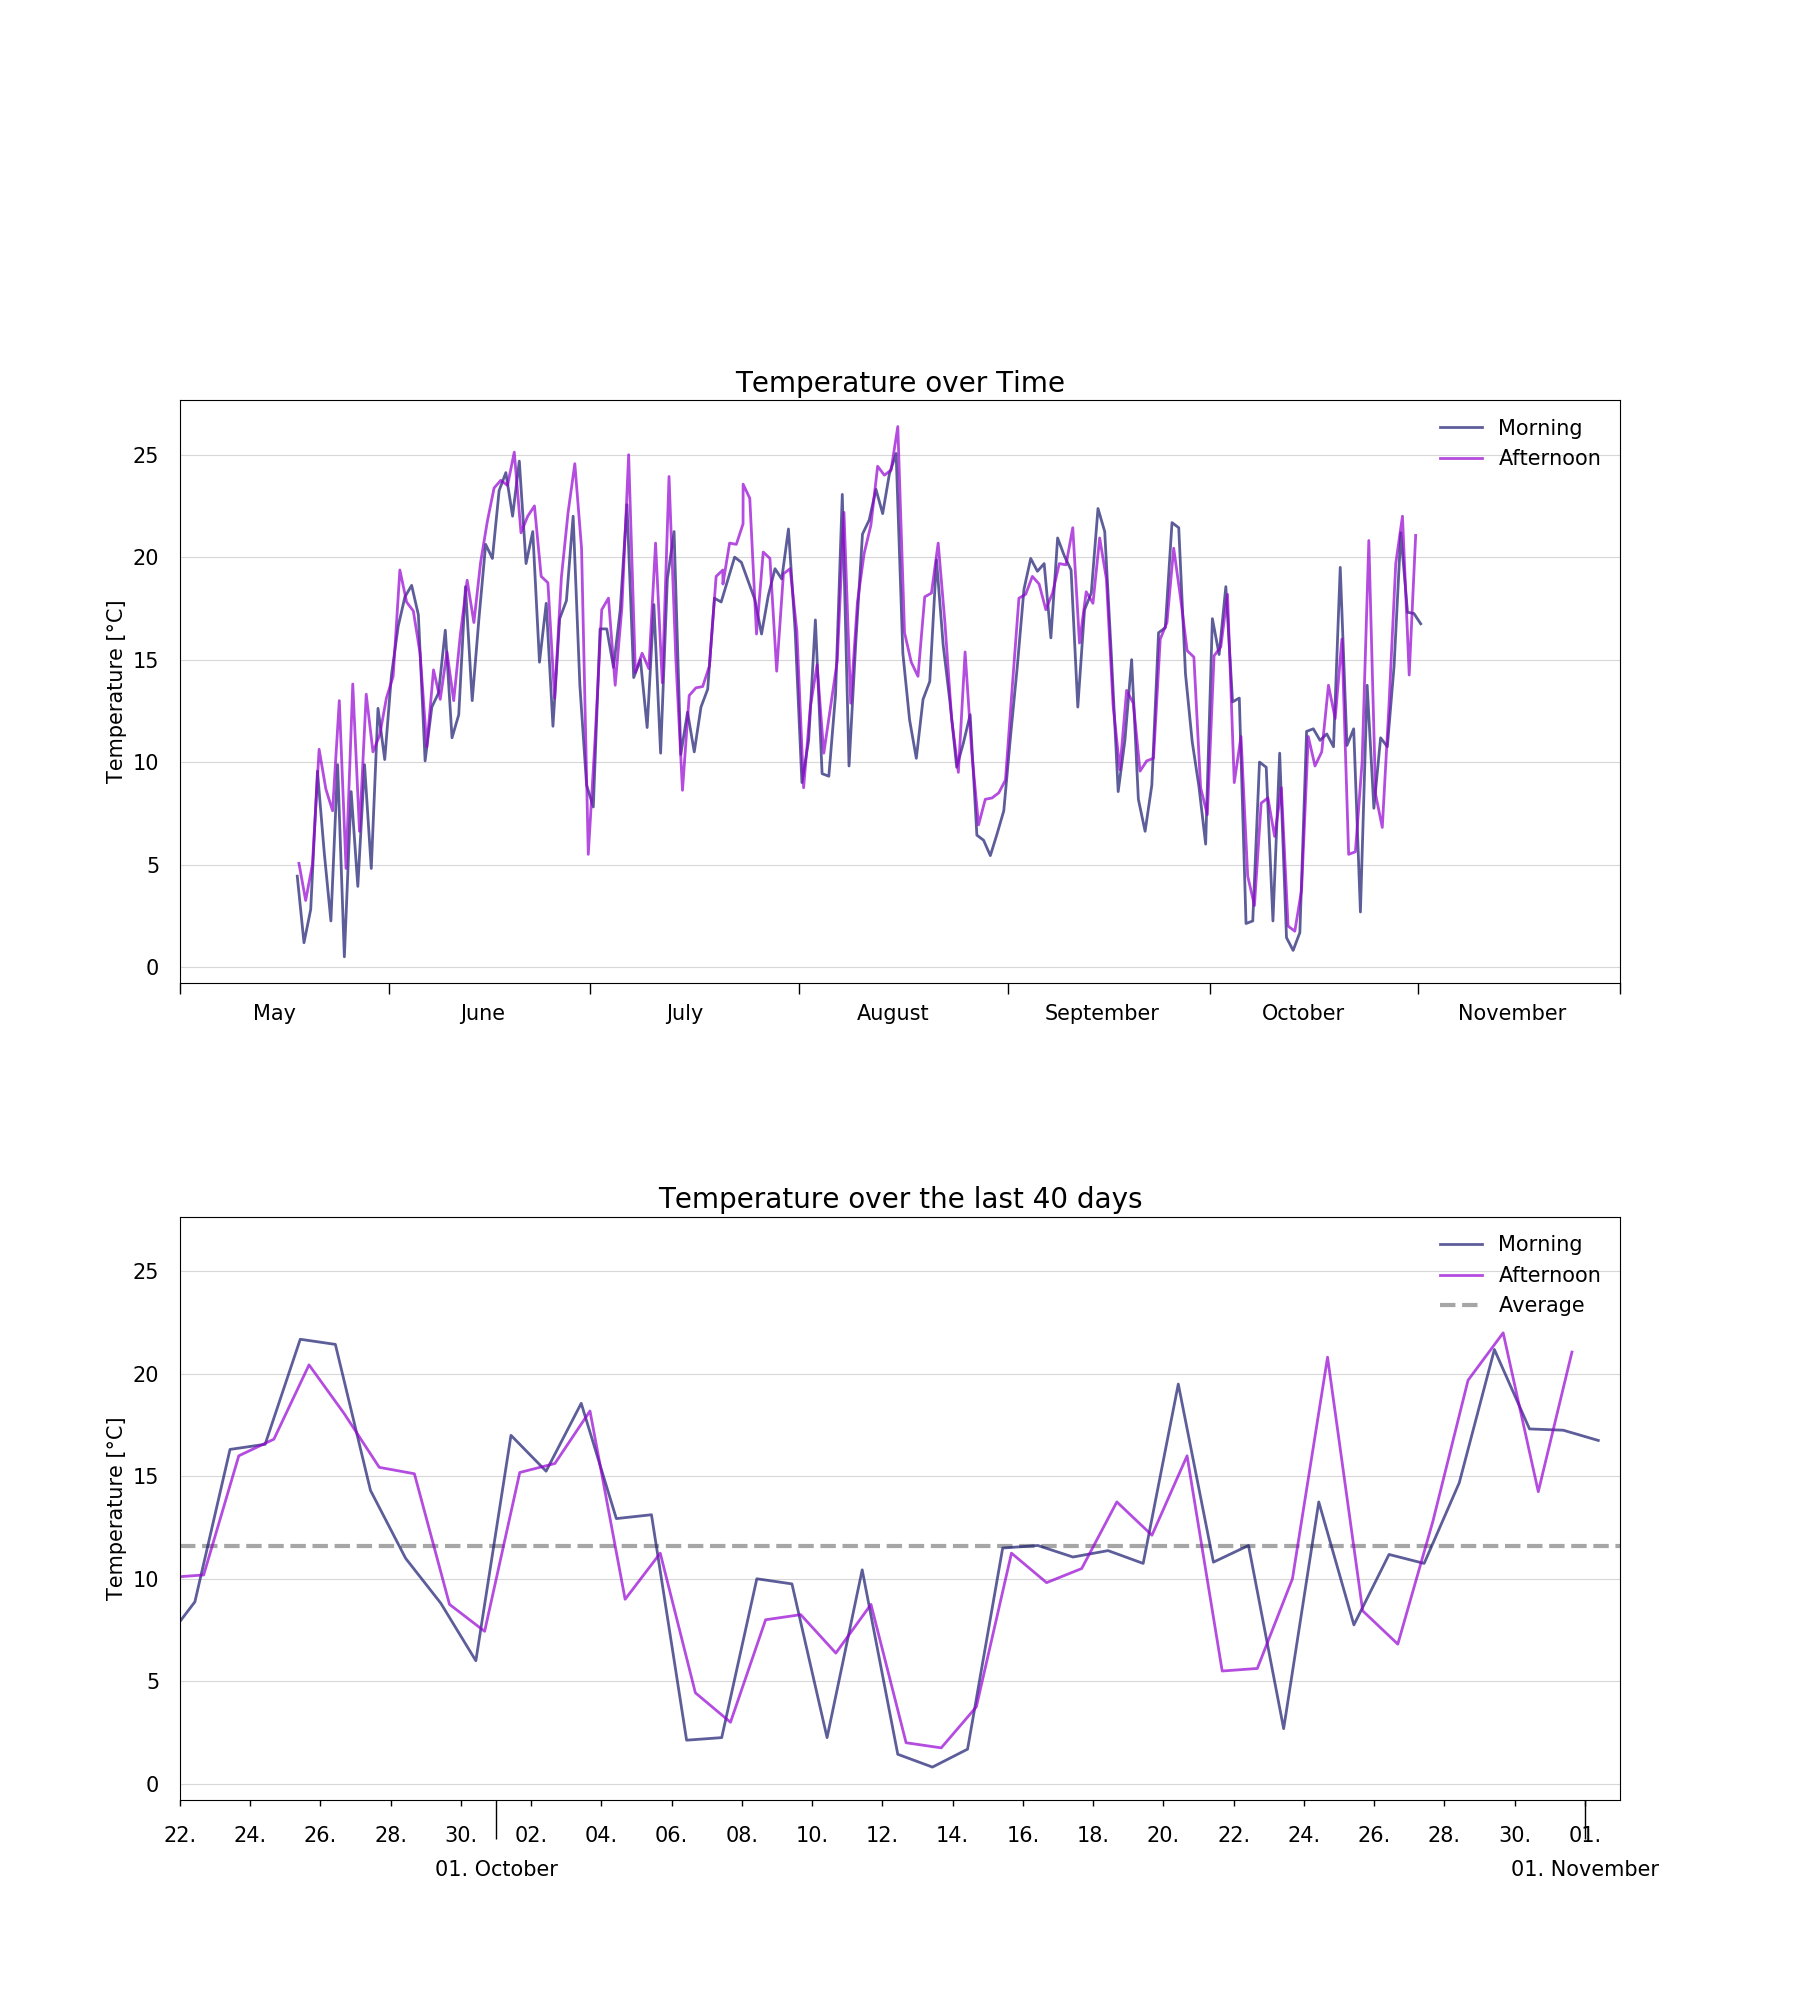 Temperature over Time
Morning
Afternoon
Temperature [°C]
25
20
15
10
5
0
May June July August September October November
Temperature over the last 40 days
Morning
Afternoon
Average
Temperature [°C]
25
20
15
10
5
0
22. 24. 26. 28. 30. 02. 04. 06. 08. 10. 12. 14. 16. 18. 20. 22. 24. 26. 28. 30. 01.
01. October 01. November